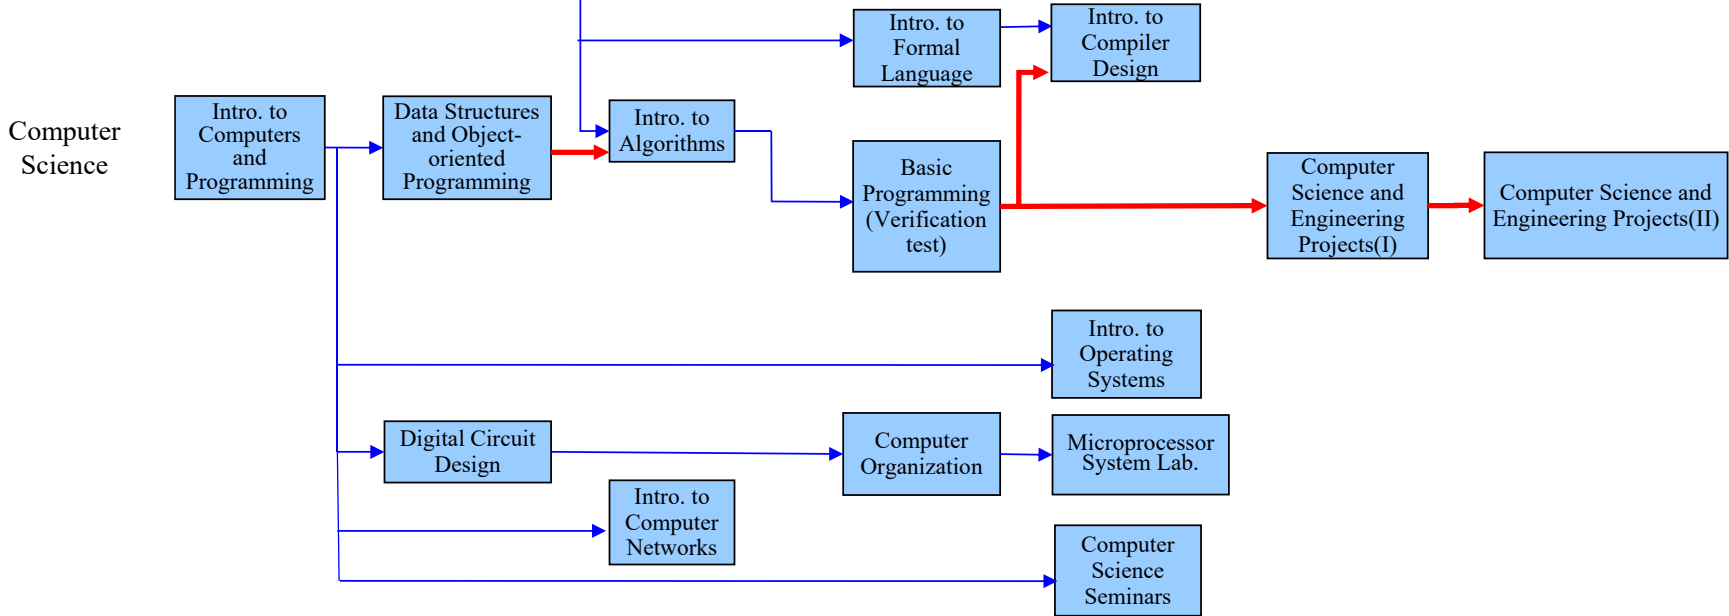 Computer
Science
Intro. to
Computers
and
Programming
Data Structures
and Object-
oriented
Programming
Intro. to
Algorithms
Intro. to
Formal
Language
Intro. to
Compiler
Design
Basic
Programming
(Verification
test)
Computer
Science and
Engineering
Projects(I)
Computer Science and
Engineering Projects(II)
Intro. to
Operating
Systems
Digital Circuit
Design
Computer
Organization
Microprocessor
System Lab.
Intro. to
Computer
Networks
Computer
Science
Seminars